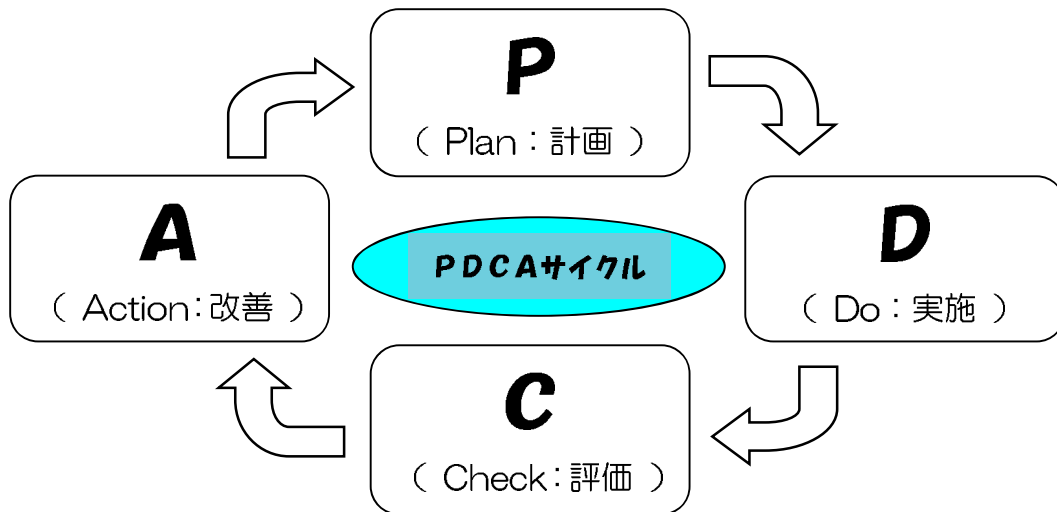 P
（ Plan：計画 ）
A
（ Action：改善 ）
PDCAサイクル
D
（ Do：実施 ）
C
（ Check：評価 ）